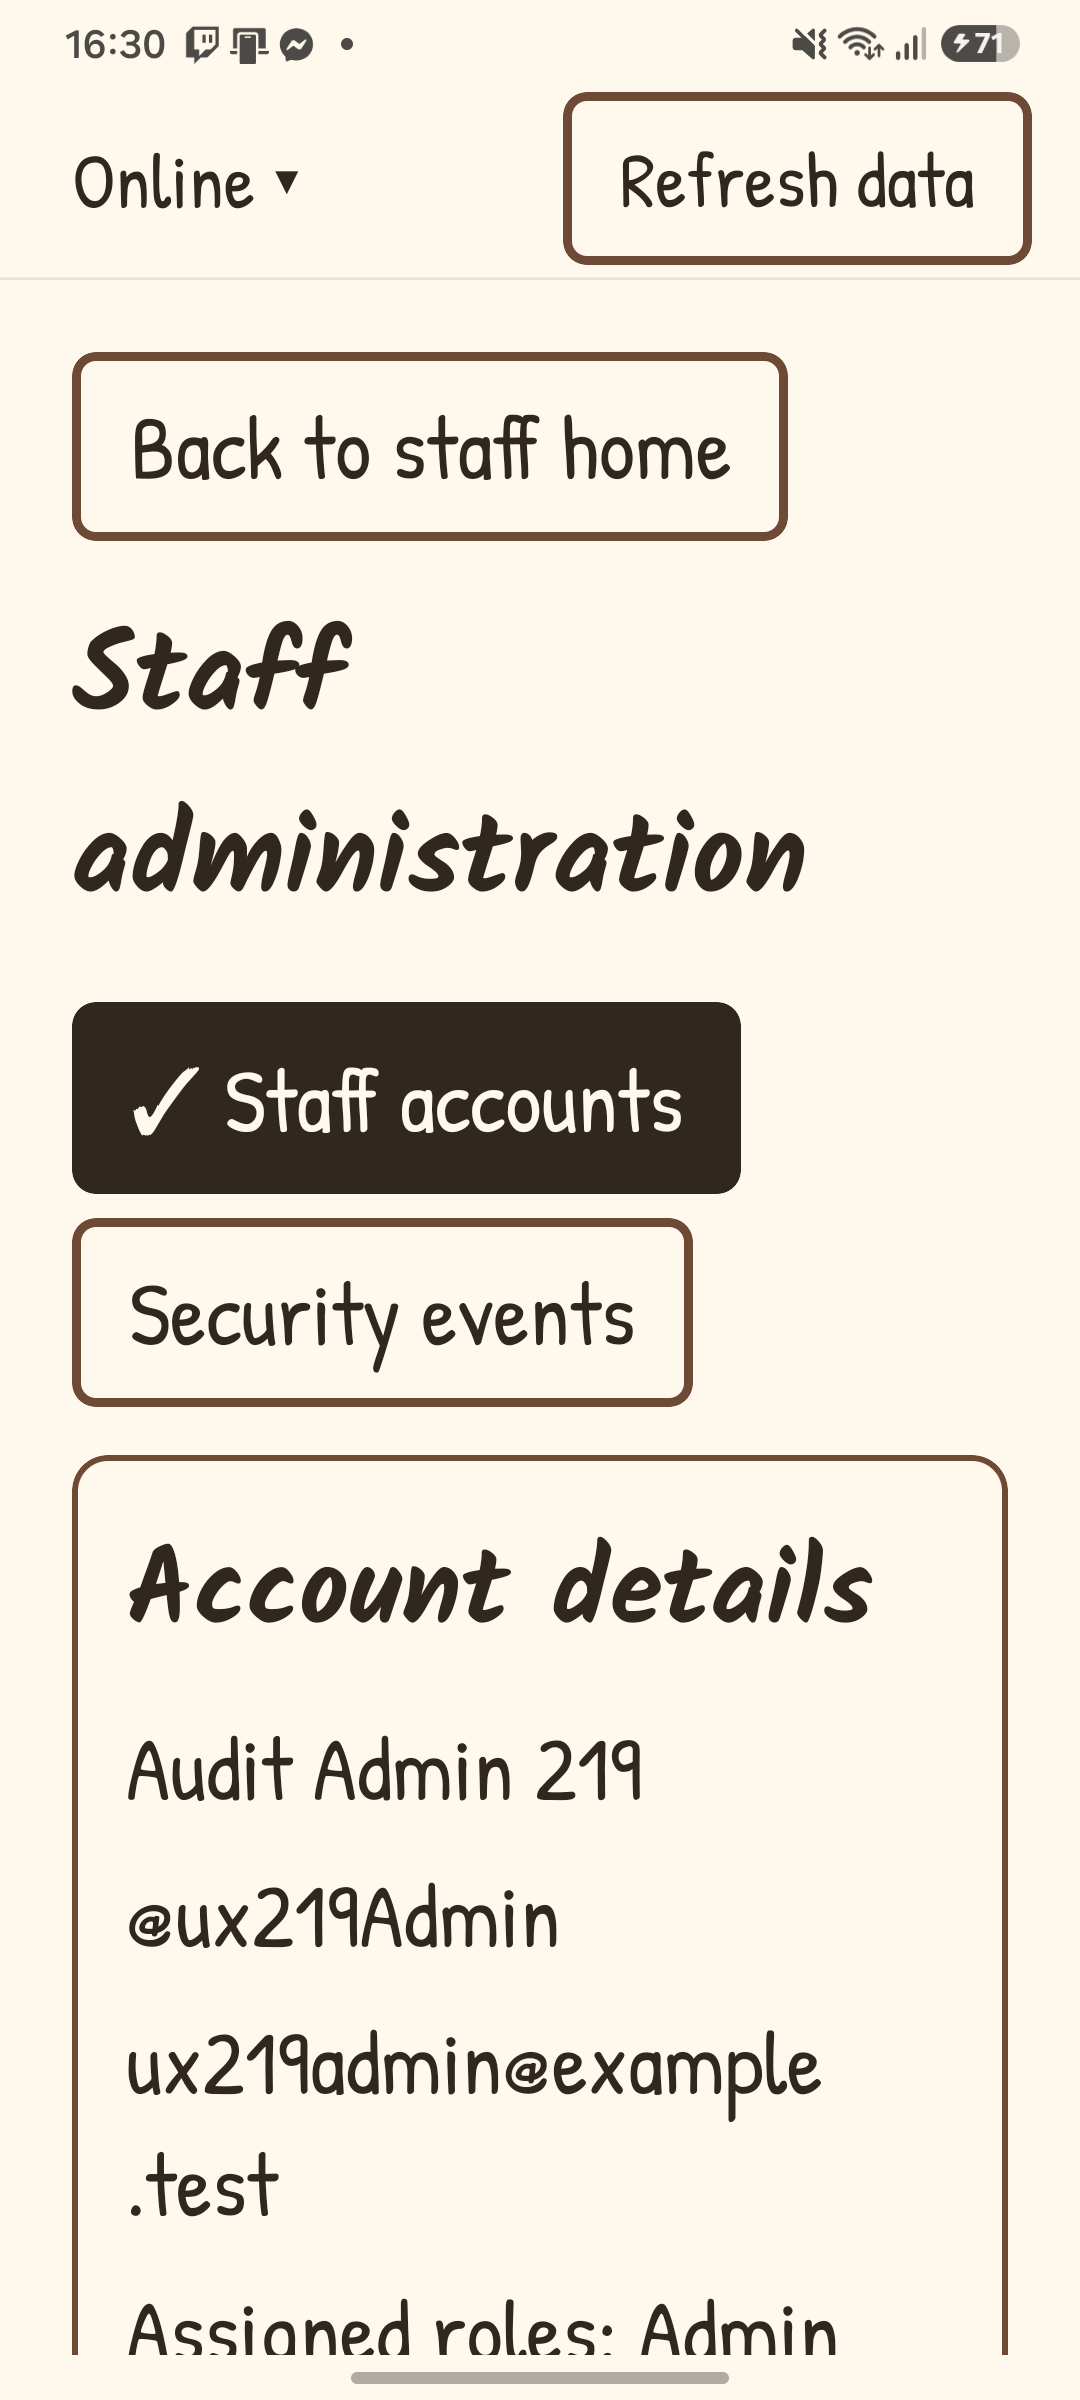 16:30
71
Online ▼
Refresh data
Back to staff home
Staff
administration
✓ Staff accounts
Security events
Account details
Audit Admin 219
@ux219Admin
ux219admin@example
.test
Assigned roles: Admin